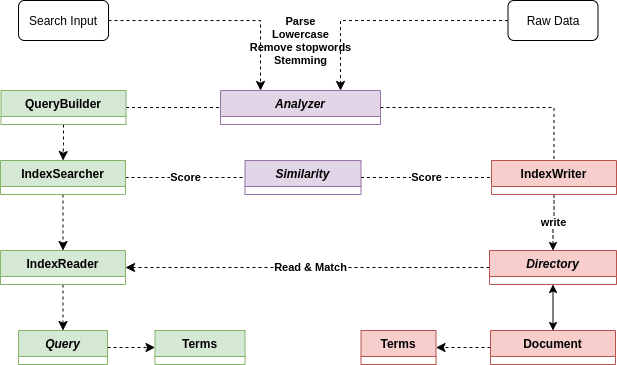 Search Input
Parse
Lowercase
Remove stopwords
Stemming
Raw Data
QueryBuilder
Analyzer
IndexSearcher
Score
Similarity
Score
IndexWriter
write
IndexReader
Read & Match
Directory
Query
Terms
Terms
Document